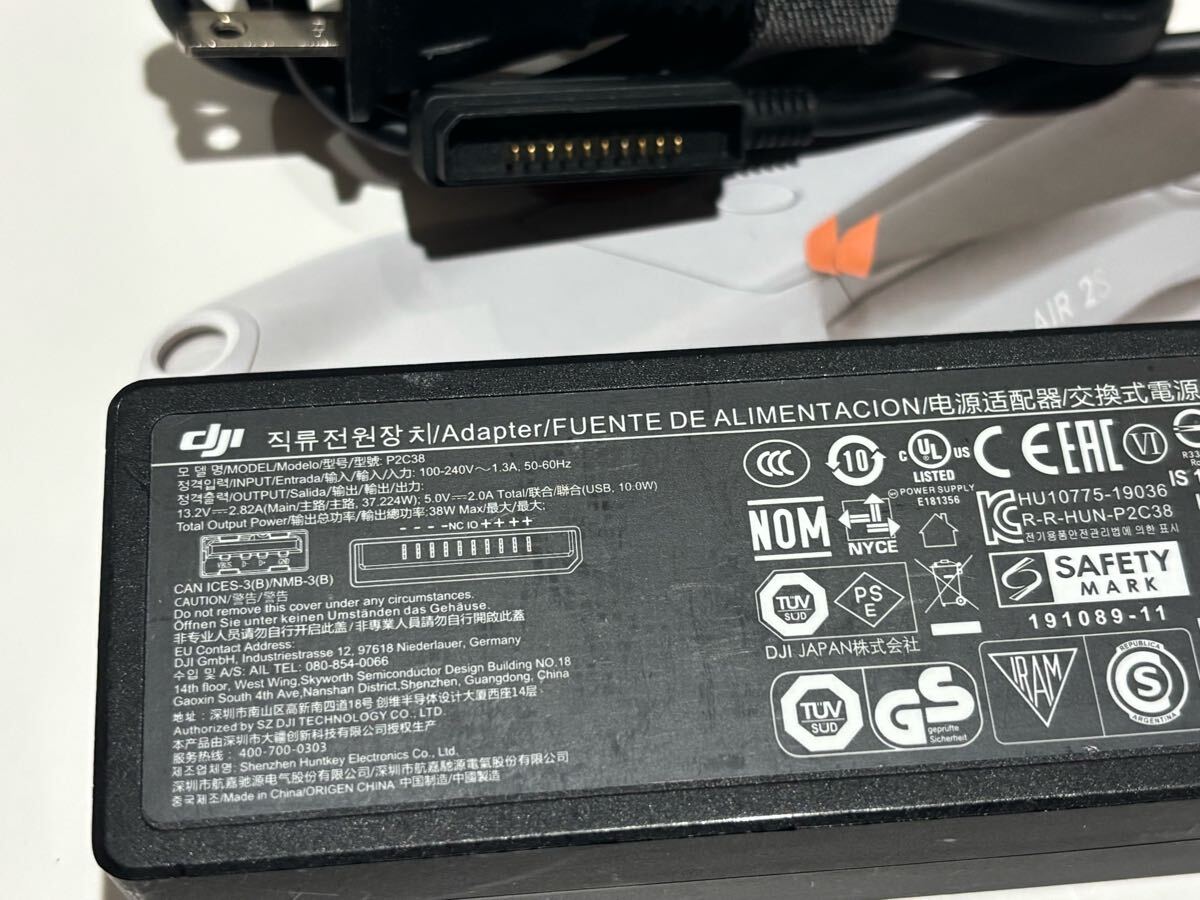 AIR 2S
dji 직류전원장치/Adapter/FUENTE DE ALIMENTACION/电源适配器/交換式電源
모델명/MODEL/Modelo/型号/型號: P2C38
정격입력/INPUT/Entrada/输入/輸入/입력: 100-240V～1.3A, 50-60Hz
정격출력/OUTPUT/Salida/输出/輸出/출력: 5.0V⎓2.0A Total/联合/聯合(USB, 10.0W)
13.2V⎓2.82A(Main/主路/主路, 37.224W);
Total Output Power/输出总功率/輸出總功率:38W Max/最大/最大;
- - - - NC IO + + + +
VBUS D- D+ GND
CAN ICES-3(B)/NMB-3(B)
CAUTION/警告/警告
Do not remove this cover under any circumstances.
Öffnen Sie unter keinen Umständen das Gehäuse.
非专业人员请勿自行开启此盖/非專業人員請勿自行開啟此蓋
EU Contact Address:
DJI GmbH, Industriestrasse 12, 97618 Niederlauer, Germany
수입 및 A/S: AIL TEL: 080-854-0066
14th floor, West Wing,Skyworth Semiconductor Design Building NO.18
Gaoxin South 4th Ave,Nanshan District,Shenzhen, Guangdong, China
地址：深圳市南山区高新南四道18号创维半导体设计大厦西座14层
Authorized by SZ DJI TECHNOLOGY CO., LTD.
本产品由深圳市大疆创新科技有限公司授权生产
服务热线：400-700-0303
제조업체명: Shenzhen Huntkey Electronics Co., Ltd.
深圳市航嘉驰源电气股份有限公司/深圳市航嘉馳源電氣股份有限公司
중국제조/Made in China/ORIGEN CHINA 中国制造/中國製造
CCC
10
c UL US
LISTED
POWER SUPPLY
E181356
CE
EAC
VI
R33
IS 1
NOM
NYCE
KC
HU10775-19036
R-R-HUN-P2C38
전기용품안전관리법에 의한 표시
TÜV
SÜD
PS
E
DJI JAPAN株式会社
S SAFETY
MARK
191089-11
TÜV
SÜD
GS
geprüfte
Sicherheit
IRAM
REPUBLICA
S
ARGENTINA